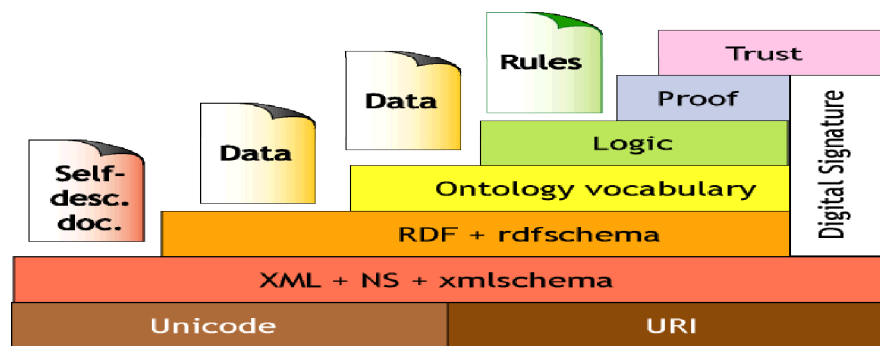 Rules
Trust
Data
Proof
Data
Logic
Self-
desc.
doc.
Ontology vocabulary
Digital Signature
RDF + rdfschema
XML + NS + xmlschema
Unicode
URI